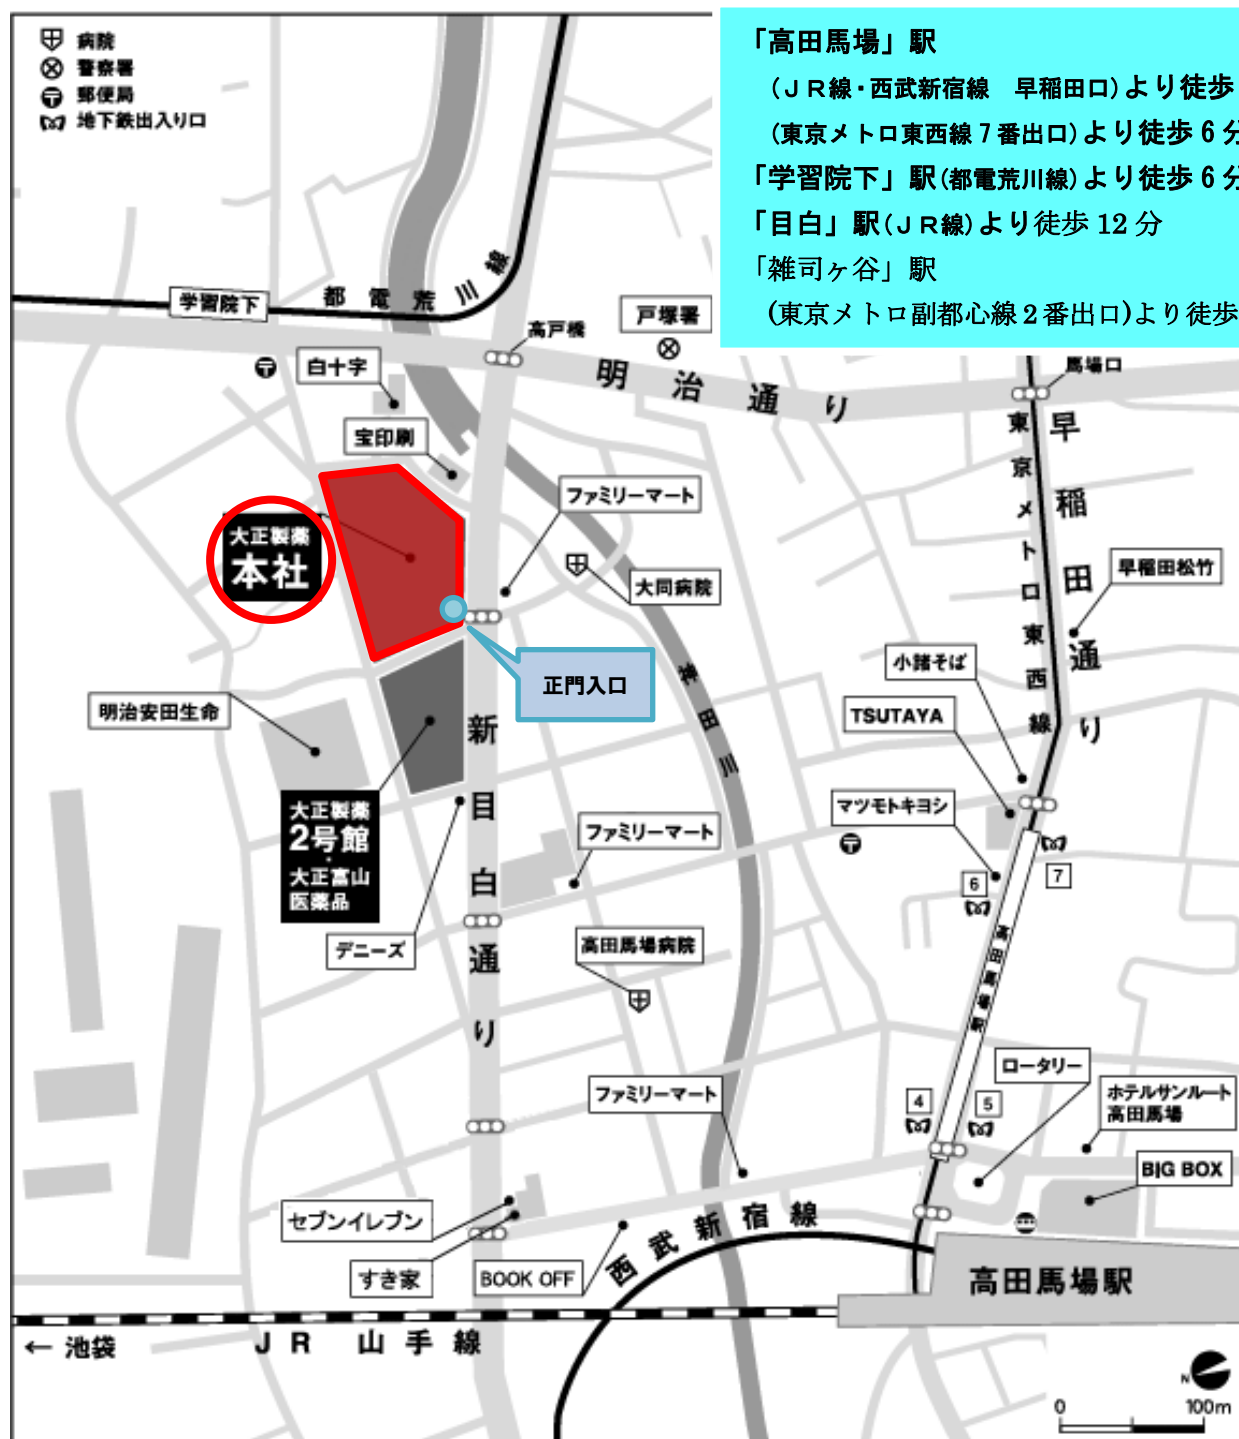 病院
警察署
郵便局
地下鉄出入り口
「高田馬場」駅
(ＪＲ線・西武新宿線　早稲田口)より徒歩
(東京メトロ東西線７番出口)より徒歩６分
「学習院下」駅(都電荒川線)より徒歩６分
「目白」駅(ＪＲ線)より徒歩 12 分
「雑司ヶ谷」駅
(東京メトロ副都心線２番出口)より徒歩
都電荒川線
学習院下
高戸橋
戸塚署
明治通り
馬場口
白十字
宝印刷
東京メトロ東西線
早稲田通り
ファミリーマート
大正製薬
本社
大同病院
早稲田松竹
正門入口
小諸そば
神田川
明治安田生命
TSUTAYA
新目白通り
大正製薬
2号館
・
大正富山
医薬品
マツモトキヨシ
ファミリーマート
6
7
デニーズ
高田馬場病院
高田馬場駅
ロータリー
ファミリーマート
4
5
ホテルサンルート
高田馬場
BIG BOX
セブンイレブン
西武新宿線
すき家
BOOK OFF
高田馬場駅
← 池袋
ＪＲ 山手線
N
0
100m